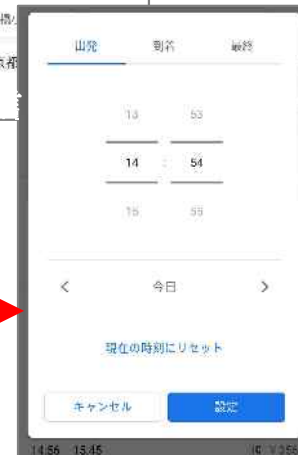 出発 到着 最終
13 53
14 : 54
15 55
< 今日 >
現在の時刻にリセット
キャンセル 設定
14:56 15:45